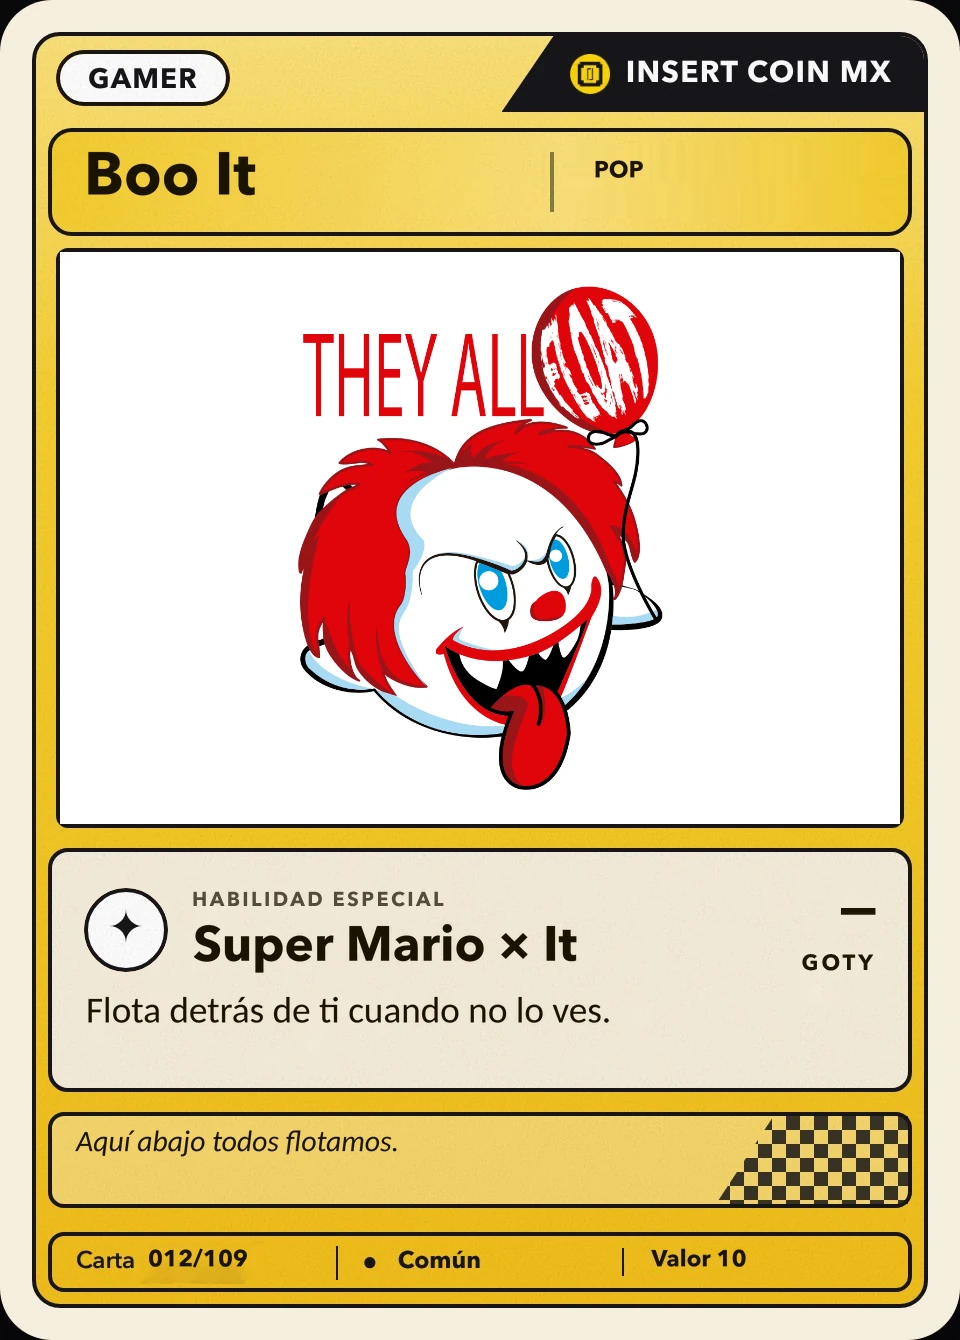 GAMER
INSERT COIN MX
Boo It
POP
THEY ALL FLOAT
HABILIDAD ESPECIAL
Super Mario × It
—
GOTY
Flota detrás de ti cuando no lo ves.
Aquí abajo todos flotamos.
Carta 012/109
• Común
Valor 10